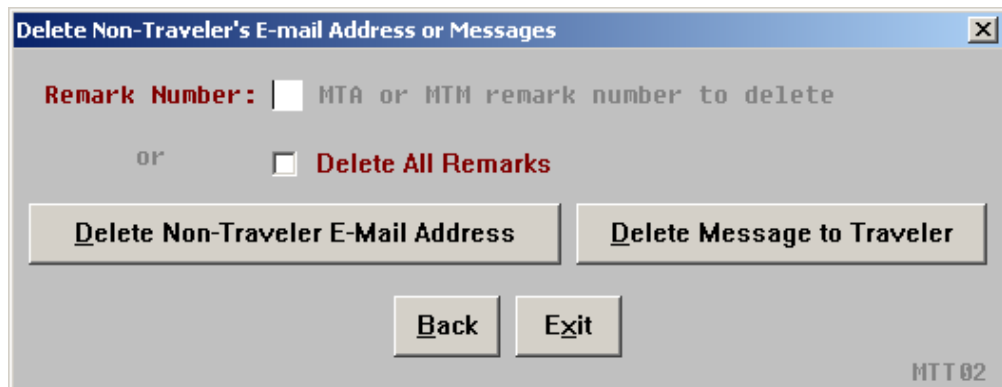 Delete Non-Traveler's E-mail Address or Messages
Remark Number: MTA or MTM remark number to delete
or Delete All Remarks
Delete Non-Traveler E-Mail Address Delete Message to Traveler
Back Exit
MTT02